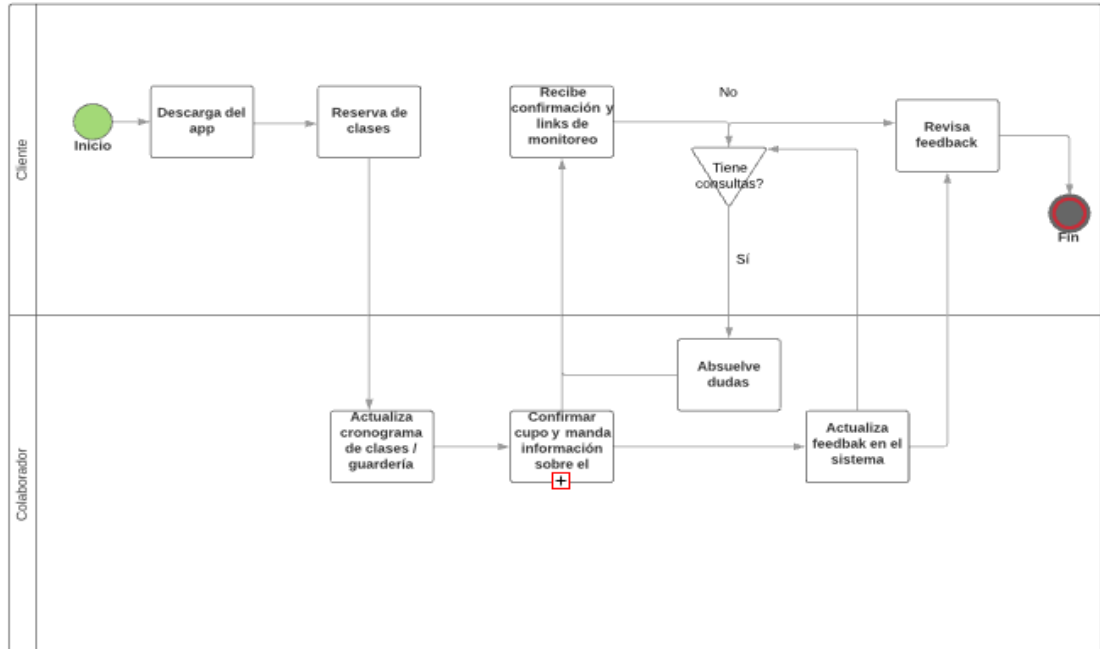 Cliente
Inicio
Descarga del
app
Reserva de
clases
Recibe
confirmación y
links de
monitoreo
No
Tiene
consultas?
Sí
Revisa
feedback
Fin
Colaborador
Actualiza
cronograma
de clases /
guardería
Confirmar
cupo y manda
información
sobre el
+
Absuelve
dudas
Actualiza
feedbak en el
sistema